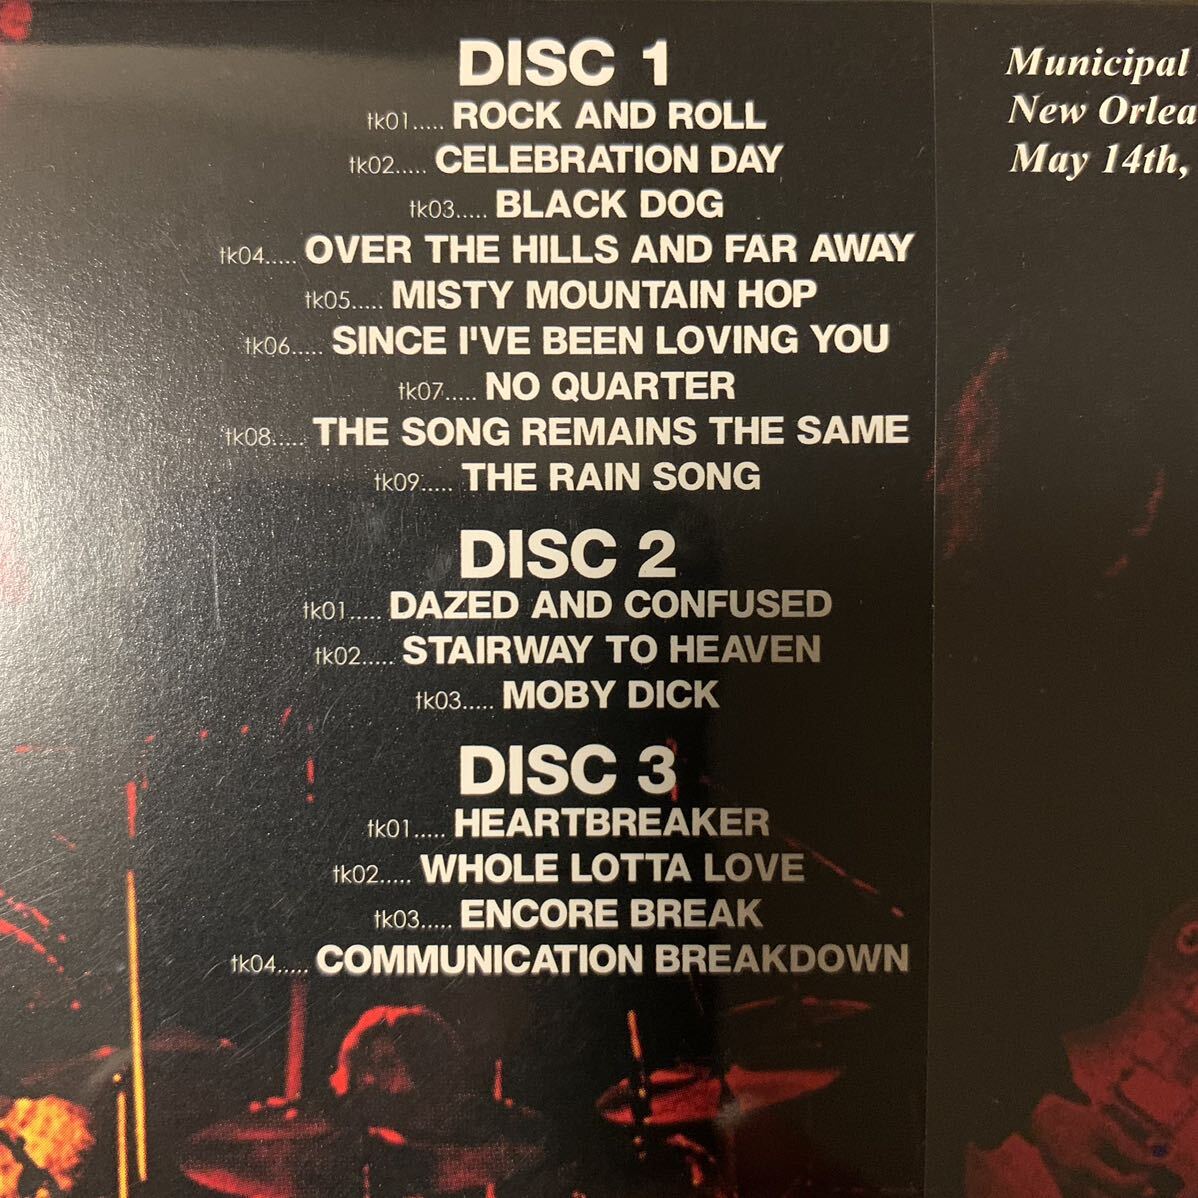 DISC 1
tk01..... ROCK AND ROLL
tk02..... CELEBRATION DAY
tk03..... BLACK DOG
tk04..... OVER THE HILLS AND FAR AWAY
tk05..... MISTY MOUNTAIN HOP
tk06..... SINCE I'VE BEEN LOVING YOU
tk07..... NO QUARTER
tk08..... THE SONG REMAINS THE SAME
tk09..... THE RAIN SONG
DISC 2
tk01..... DAZED AND CONFUSED
tk02..... STAIRWAY TO HEAVEN
tk03..... MOBY DICK
DISC 3
tk01..... HEARTBREAKER
tk02..... WHOLE LOTTA LOVE
tk03..... ENCORE BREAK
tk04..... COMMUNICATION BREAKDOWN
Municipal
New Orlea
May 14th,